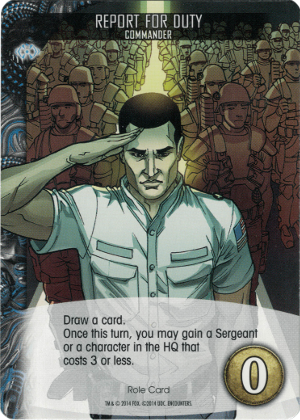 REPORT FOR DUTY
COMMANDER
Draw a card.
Once this turn, you may gain a Sergeant
or a character in the HQ that
costs 3 or less.
0
Role Card
TM & © 2014 FOX. ©2014 UDC. ENCOUNTERS.